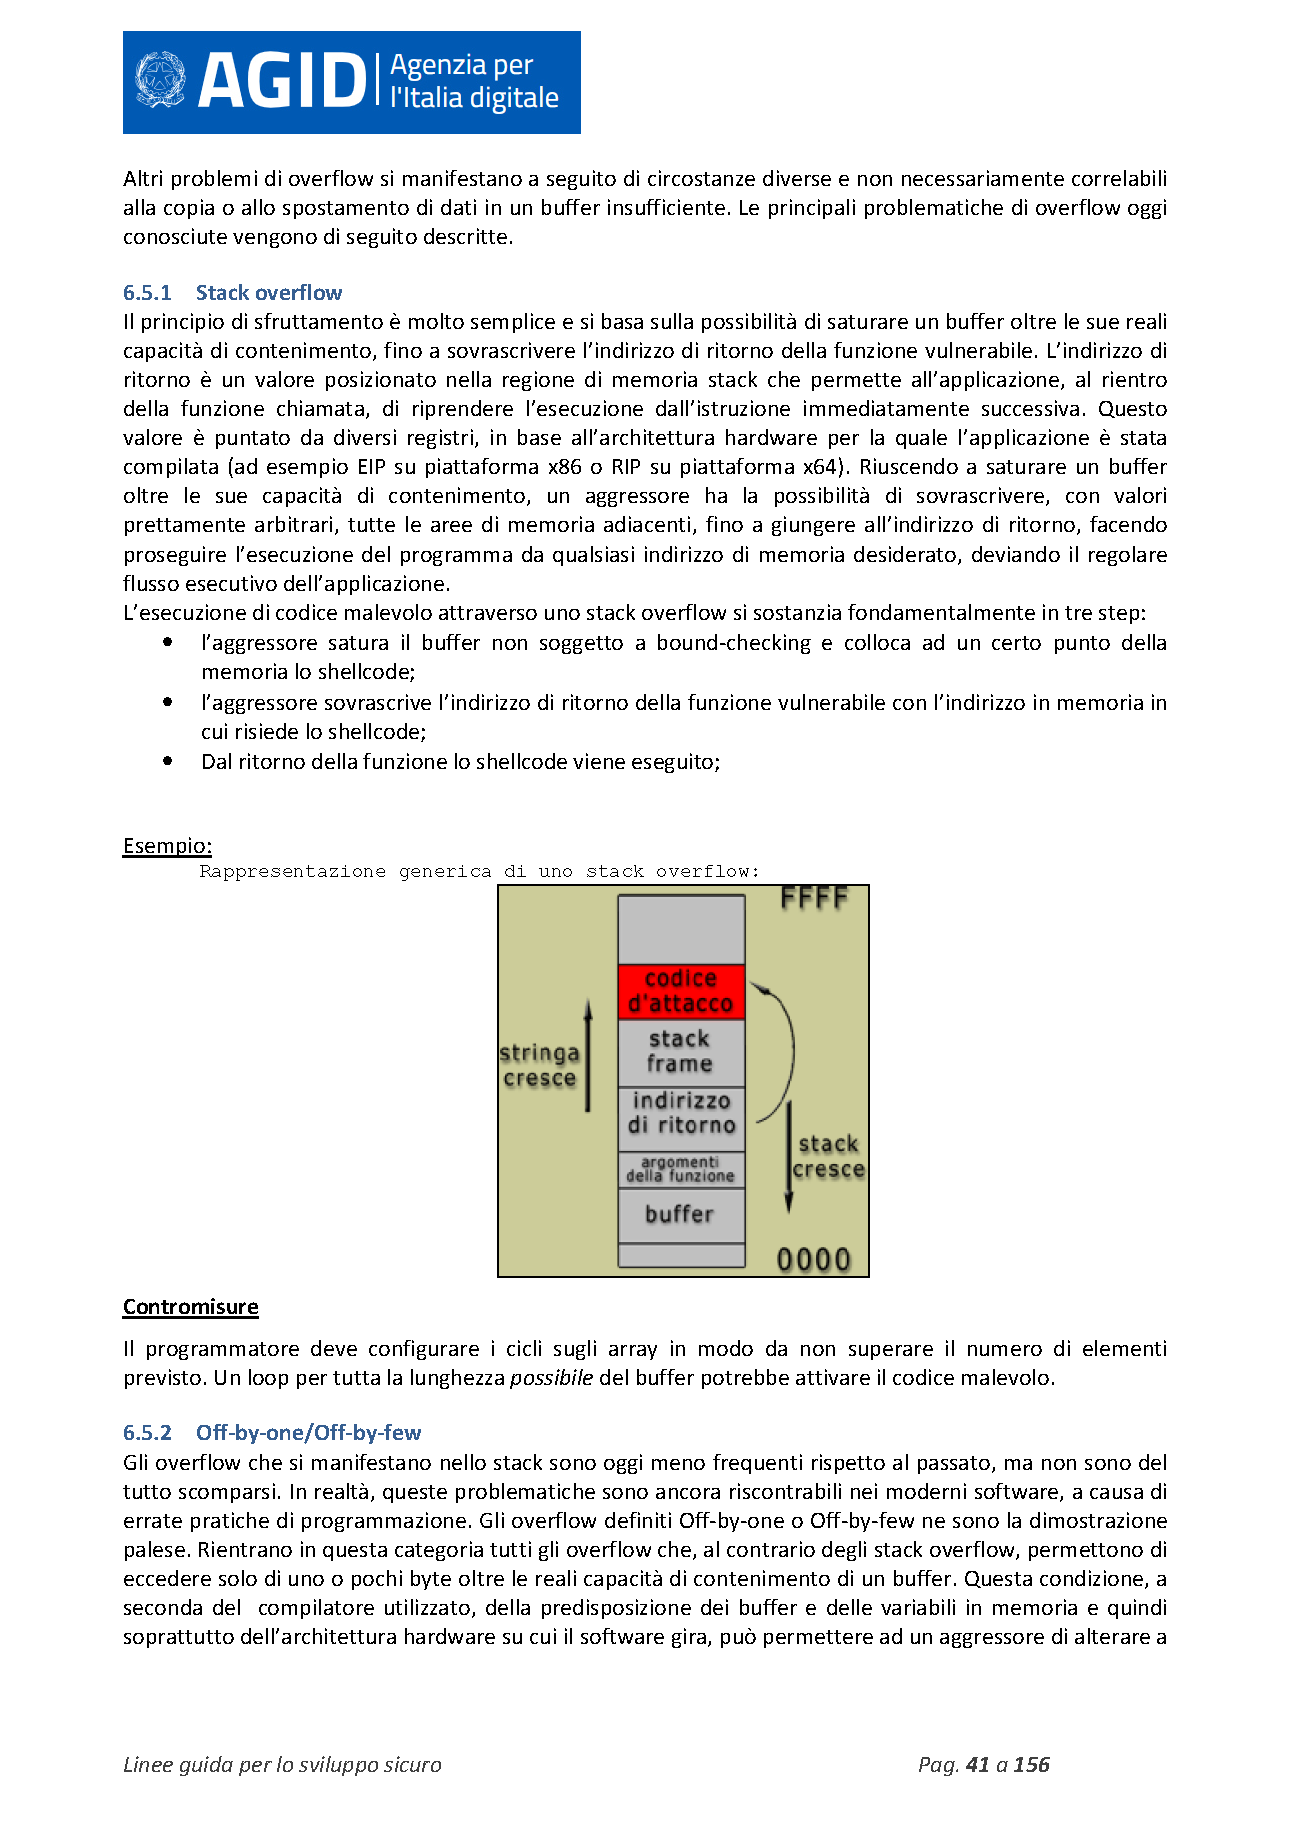 AGID Agenzia per
l'Italia digitale
Altri problemi di overflow si manifestano a seguito di circostanze diverse e non necessariamente correlabili
alla copia o allo spostamento di dati in un buffer insufficiente. Le principali problematiche di overflow oggi
conosciute vengono di seguito descritte.
6.5.1 Stack overflow
Il principio di sfruttamento è molto semplice e si basa sulla possibilità di saturare un buffer oltre le sue reali
capacità di contenimento, fino a sovrascrivere l’indirizzo di ritorno della funzione vulnerabile. L’indirizzo di
ritorno è un valore posizionato nella regione di memoria stack che permette all’applicazione, al rientro
della funzione chiamata, di riprendere l’esecuzione dall’istruzione immediatamente successiva. Questo
valore è puntato da diversi registri, in base all’architettura hardware per la quale l’applicazione è stata
compilata (ad esempio EIP su piattaforma x86 o RIP su piattaforma x64). Riuscendo a saturare un buffer
oltre le sue capacità di contenimento, un aggressore ha la possibilità di sovrascrivere, con valori
prettamente arbitrari, tutte le aree di memoria adiacenti, fino a giungere all’indirizzo di ritorno, facendo
proseguire l’esecuzione del programma da qualsiasi indirizzo di memoria desiderato, deviando il regolare
flusso esecutivo dell’applicazione.
L’esecuzione di codice malevolo attraverso uno stack overflow si sostanzia fondamentalmente in tre step:
• l’aggressore satura il buffer non soggetto a bound-checking e colloca ad un certo punto della
memoria lo shellcode;
• l’aggressore sovrascrive l’indirizzo di ritorno della funzione vulnerabile con l’indirizzo in memoria in
cui risiede lo shellcode;
• Dal ritorno della funzione lo shellcode viene eseguito;
Esempio:
Rappresentazione generica di uno stack overflow:
FFFF
codice
d'attacco
stack
frame
stringa
cresce
indirizzo
di ritorno
stack
cresce
argomenti
della funzione
buffer
0000
Contromisure
Il programmatore deve configurare i cicli sugli array in modo da non superare il numero di elementi
previsto. Un loop per tutta la lunghezza possibile del buffer potrebbe attivare il codice malevolo.
6.5.2 Off-by-one/Off-by-few
Gli overflow che si manifestano nello stack sono oggi meno frequenti rispetto al passato, ma non sono del
tutto scomparsi. In realtà, queste problematiche sono ancora riscontrabili nei moderni software, a causa di
errate pratiche di programmazione. Gli overflow definiti Off-by-one o Off-by-few ne sono la dimostrazione
palese. Rientrano in questa categoria tutti gli overflow che, al contrario degli stack overflow, permettono di
eccedere solo di uno o pochi byte oltre le reali capacità di contenimento di un buffer. Questa condizione, a
seconda del compilatore utilizzato, della predisposizione dei buffer e delle variabili in memoria e quindi
soprattutto dell’architettura hardware su cui il software gira, può permettere ad un aggressore di alterare a
Linee guida per lo sviluppo sicuro Pag. 41 a 156